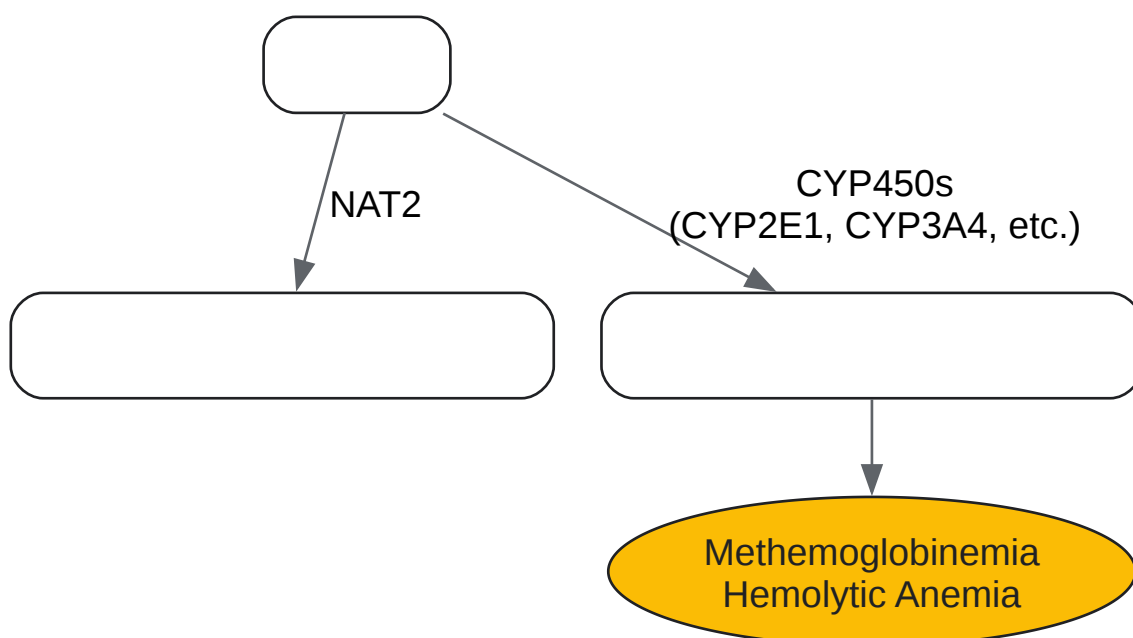 NAT2
CYP450s
(CYP2E1, CYP3A4, etc.)
Methemoglobinemia
Hemolytic Anemia